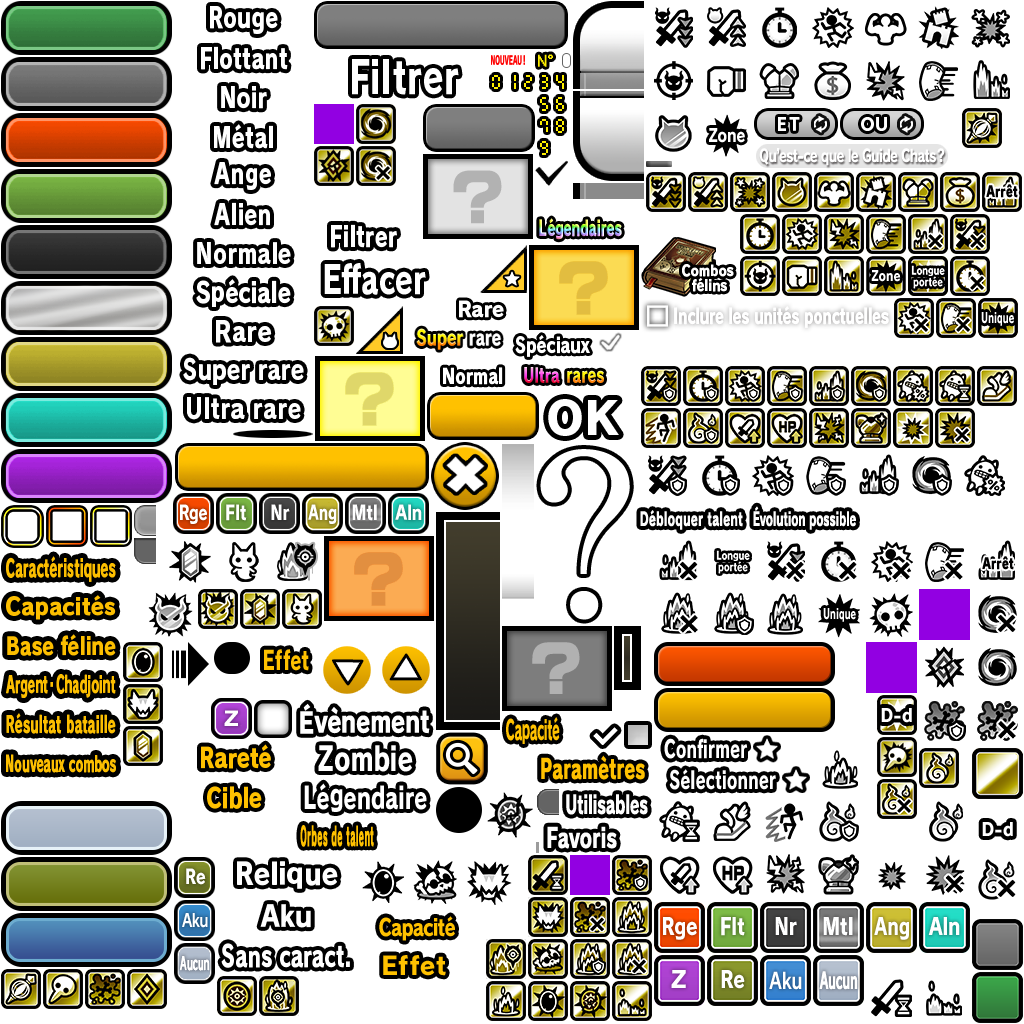 Rouge
Flottant
Noir
Métal
Ange
Alien
Normale
Spéciale
Rare
Super rare
Ultra rare
Filtrer
NOUVEAU!
N°
0 1 2 3 4
5 6
9 8
9
Filtrer
Effacer
Légendaires
Rare
Super rare
Spéciaux
Normal
Ultra rares
OK
Zone
ET
OU
Qu'est-ce que le Guide Chats?
Arrêt
Combos félins
Zone
Longue portée
Inclure les unités ponctuelles
Unique
HP
Débloquer talent
Évolution possible
Longue portée
Arrêt
Unique
Rge
Flt
Nr
Ang
Mtl
Aln
Caractéristiques
Capacités
Base féline
Argent·Chadjoint
Résultat bataille
Nouveaux combos
Effet
Z
Évènement
Rareté
Zombie
Cible
Légendaire
Orbes de talent
Capacité
Paramètres
Utilisables
Favoris
Confirmer
Sélectionner
D-d
D-d
HP
Re
Aku
Aucun
Relique
Aku
Sans caract.
Capacité
Effet
Rge
Flt
Nr
Mtl
Ang
Aln
Z
Re
Aku
Aucun